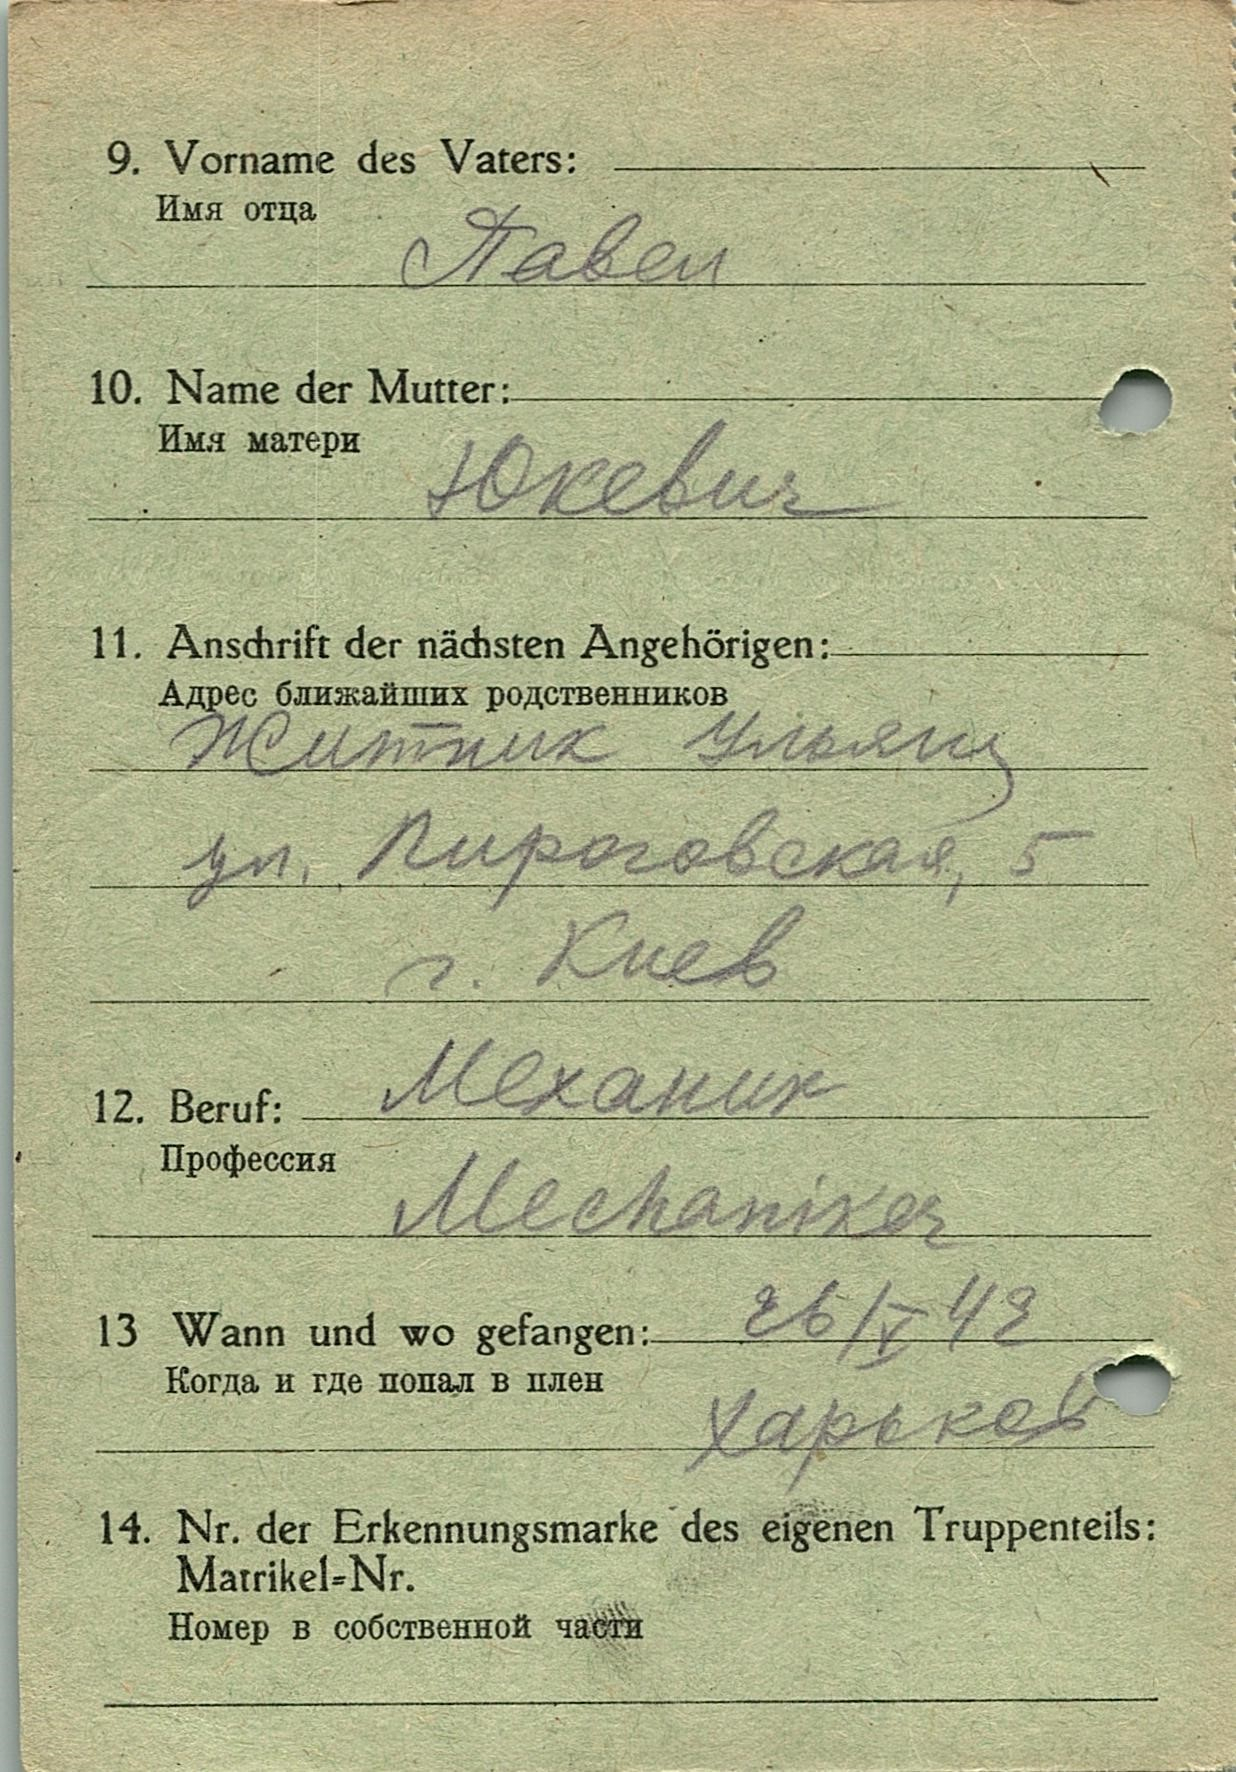 9. Vorname des Vaters:
Имя отца
Павел
10. Name der Mutter:
Имя матери
Юкевич
11. Anschrift der nächsten Angehörigen:
Адрес ближайших родственников
Житник Ульяна
ул. Пироговская, 5
г. Киев
Механик
12. Beruf:
Профессия
Mechaniker
26/V 42
13 Wann und wo gefangen:
Когда и где попал в плен
Харьков
14. Nr. der Erkennungsmarke des eigenen Truppenteils:
Matrikel=Nr.
Номер в собственной части